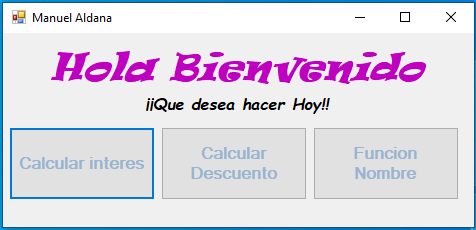 Manuel Aldana
Hola Bienvenido
¡¡Que desea hacer Hoy!!
Calcular interes
Calcular
Descuento
Funcion
Nombre